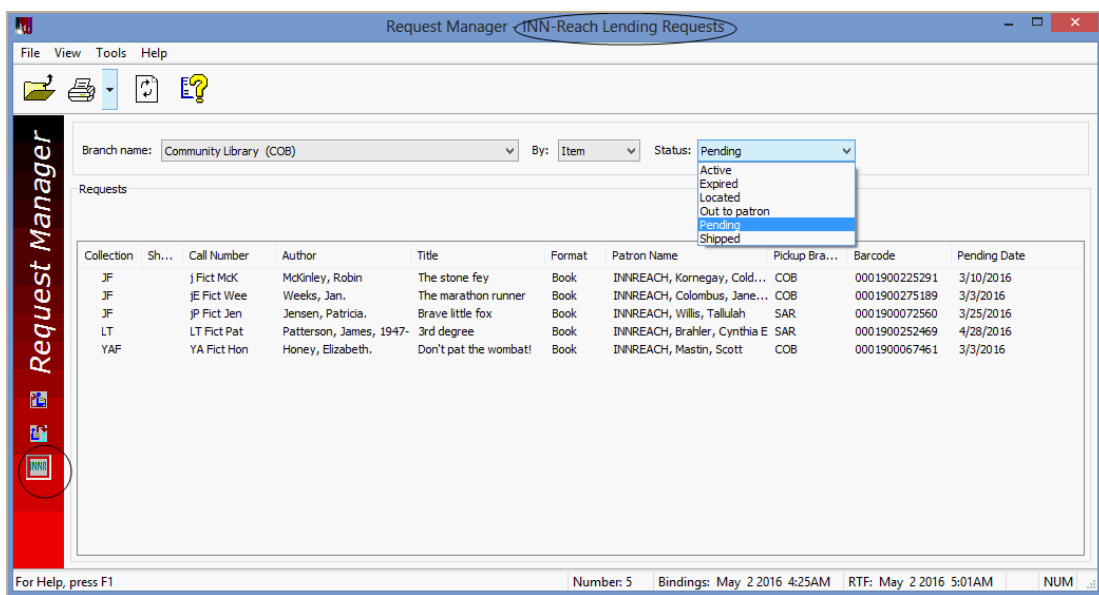 Request Manager - INN-Reach Lending Requests
File View Tools Help
Request Manager
Branch name: Community Library (COB) By: Item Status: Pending
Active
Expired
Located
Out to patron
Pending
Shipped
Requests
Collection Sh... Call Number Author Title Format Patron Name Pickup Bra... Barcode Pending Date
JF j Fict McK McKinley, Robin The stone fey Book INNREACH, Kornegay, Cold... COB 0001900225291 3/10/2016
JF jE Fict Wee Weeks, Jan. The marathon runner Book INNREACH, Colombus, Jane... COB 0001900275189 3/3/2016
JF jP Fict Jen Jensen, Patricia. Brave little fox Book INNREACH, Willis, Tallulah SAR 0001900072560 3/25/2016
LT LT Fict Pat Patterson, James, 1947- 3rd degree Book INNREACH, Brahler, Cynthia E SAR 0001900252469 4/28/2016
YAF YA Fict Hon Honey, Elizabeth. Don't pat the wombat! Book INNREACH, Mastin, Scott COB 0001900067461 3/3/2016
INNR
For Help, press F1 Number: 5 Bindings: May 2 2016 4:25AM RTF: May 2 2016 5:01AM NUM